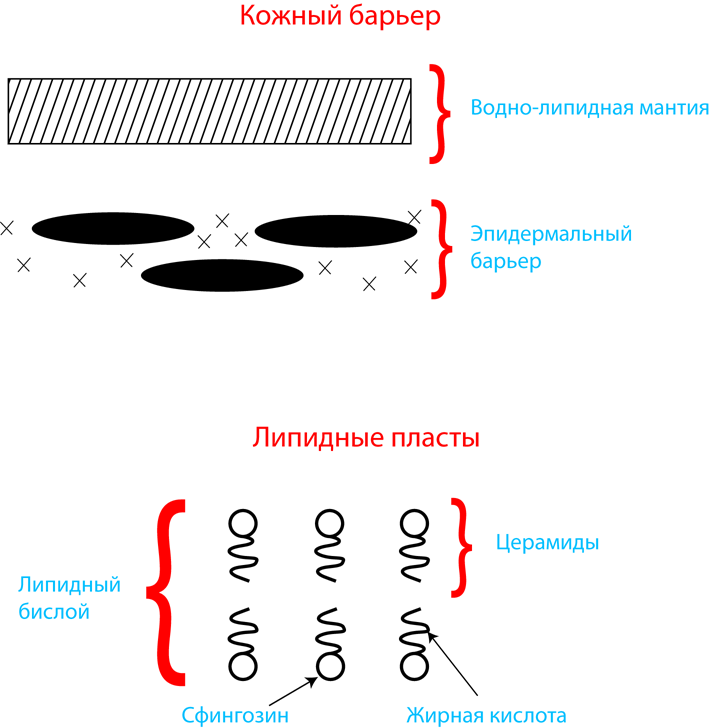 Кожный барьер
Водно-липидная мантия
Эпидермальный
барьер
Липидные пласты
Церамиды
Липидный
бислой
Сфингозин
Жирная кислота